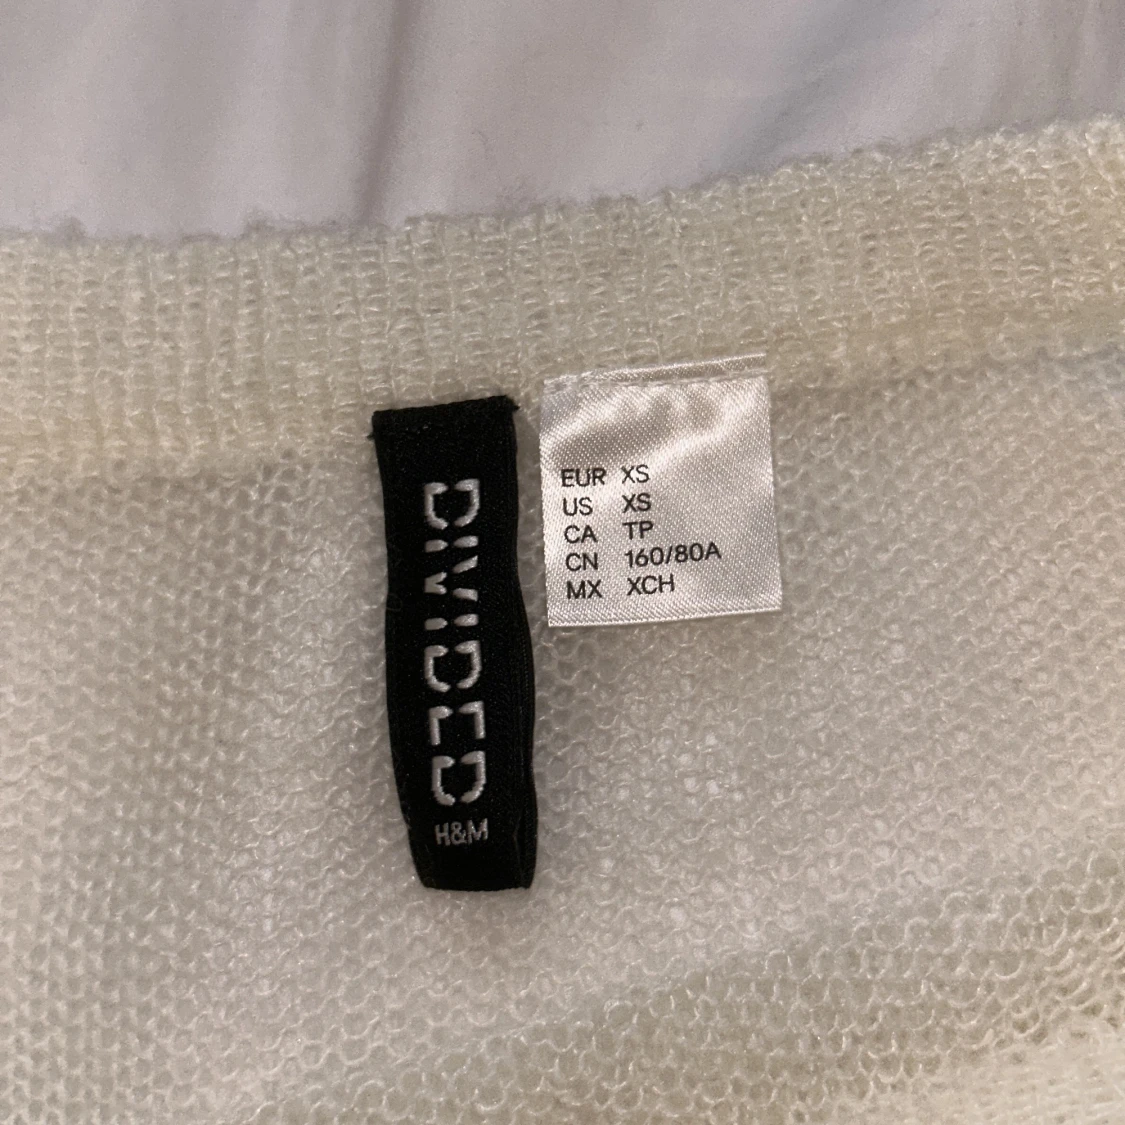 DIVIDED
H&M
EUR XS
US XS
CA TP
CN 160/80A
MX XCH